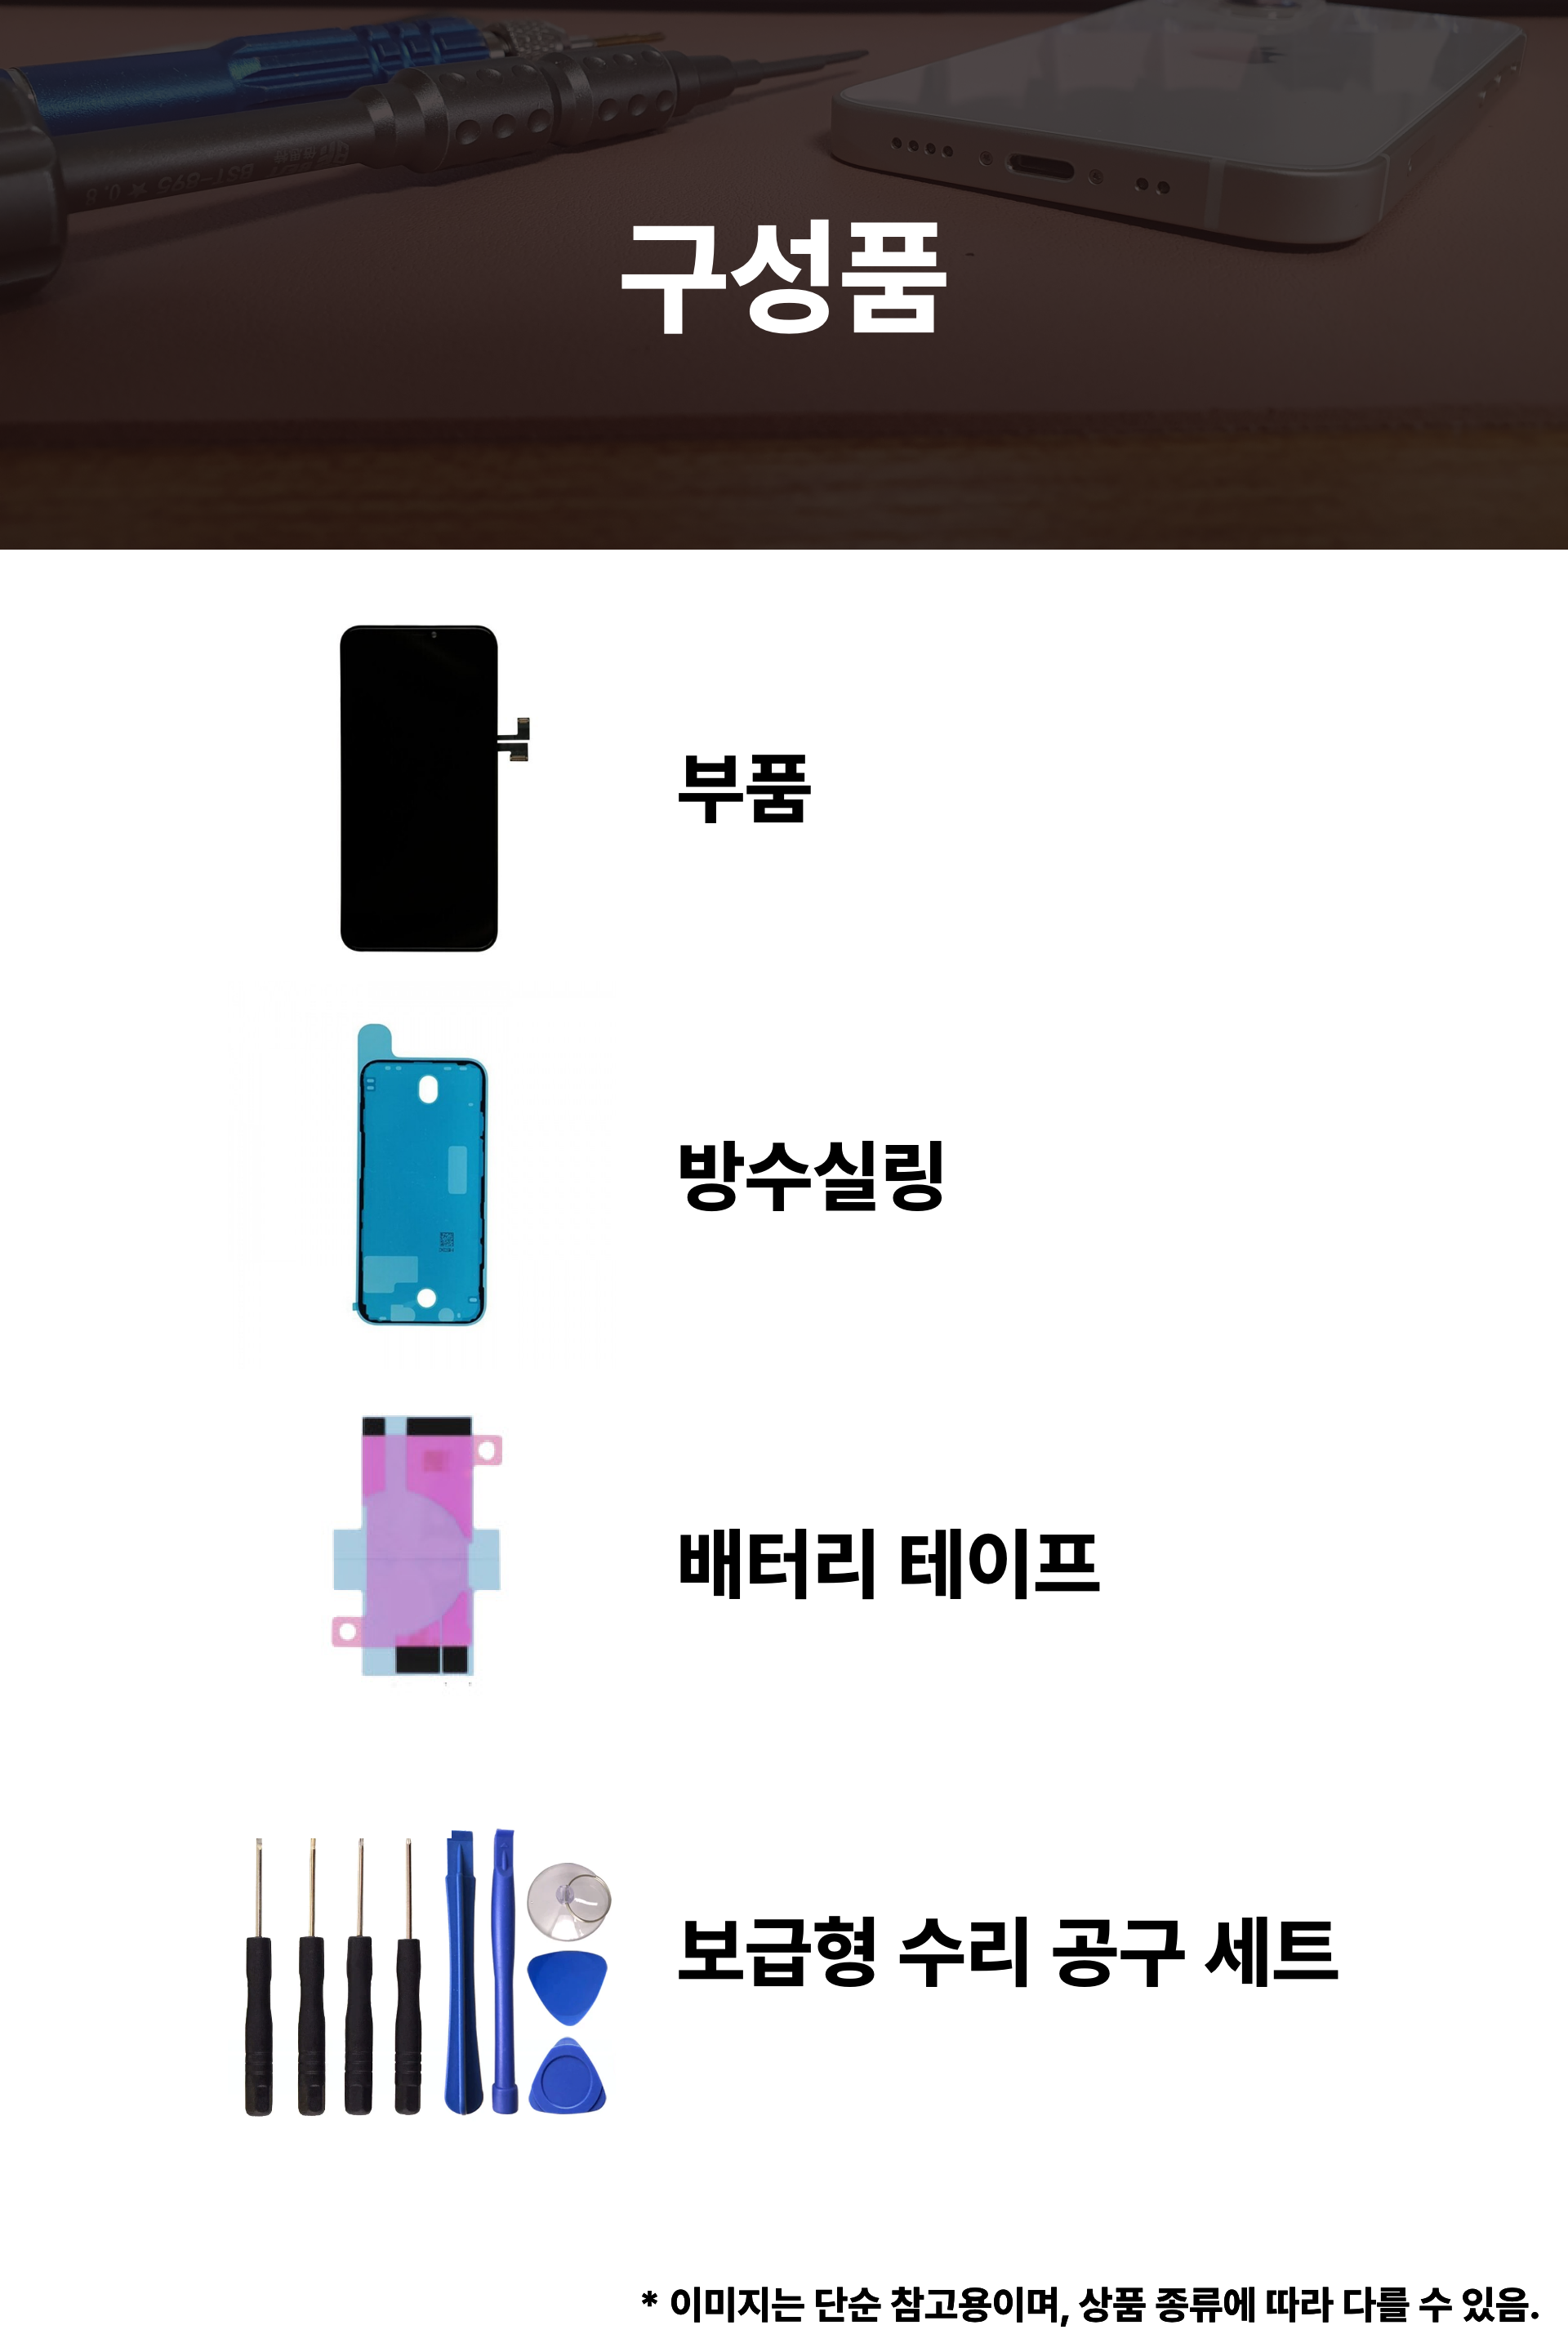 구성품
부품
방수실링
배터리 테이프
보급형 수리 공구 세트
* 이미지는 단순 참고용이며, 상품 종류에 따라 다를 수 있음.